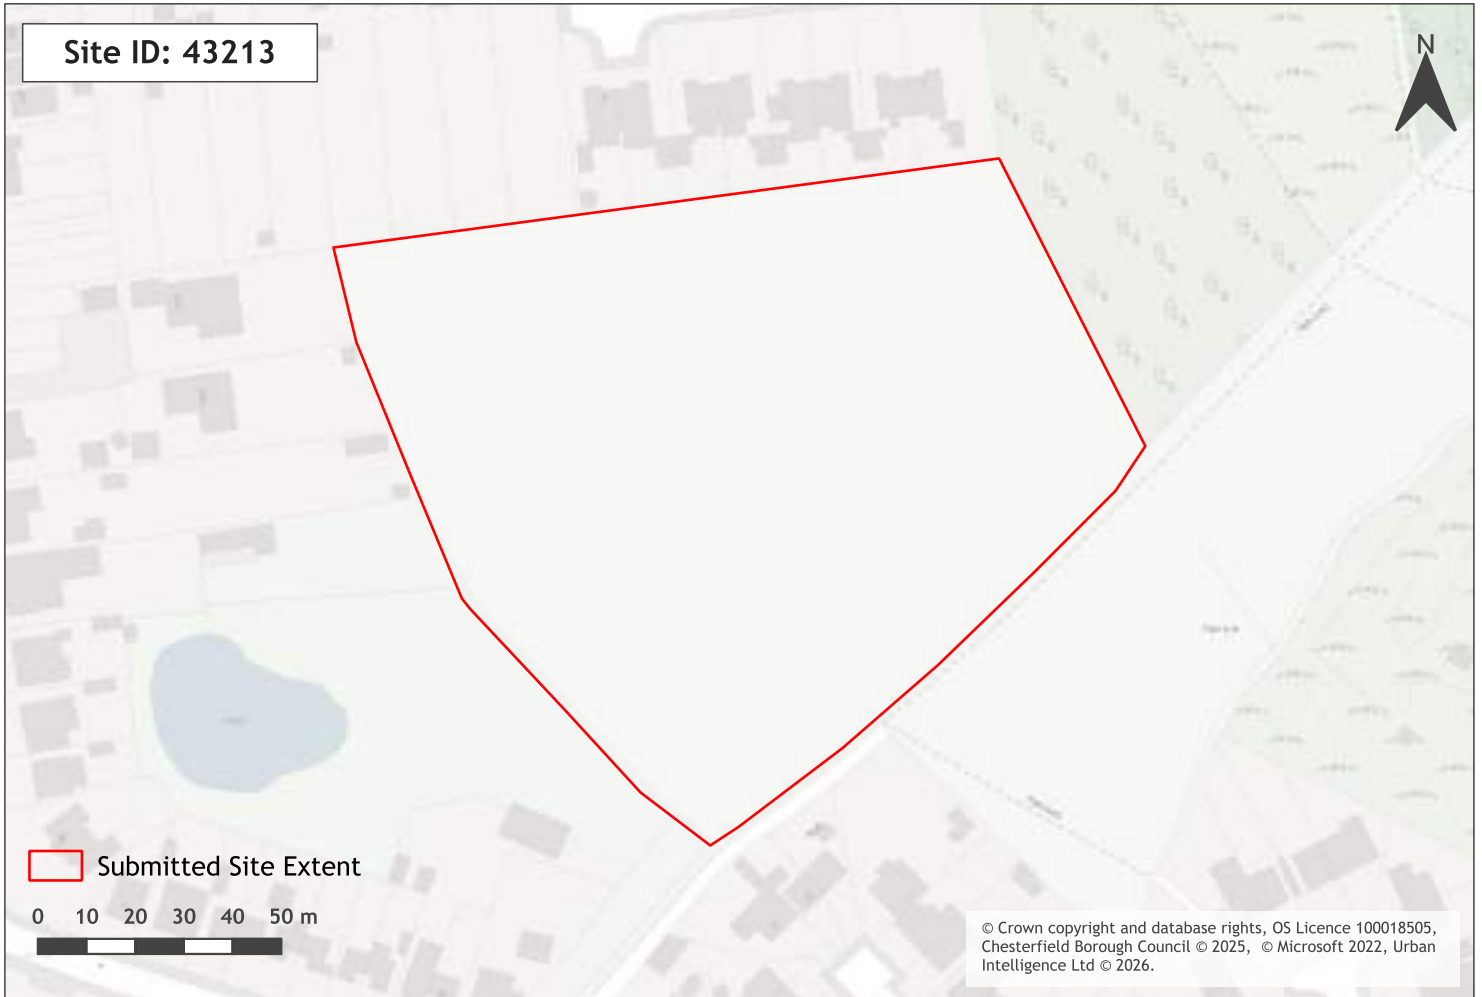 Site ID: 43213
N
Submitted Site Extent
0 10 20 30 40 50 m
© Crown copyright and database rights, OS Licence 100018505,
Chesterfield Borough Council © 2025, © Microsoft 2022, Urban
Intelligence Ltd © 2026.